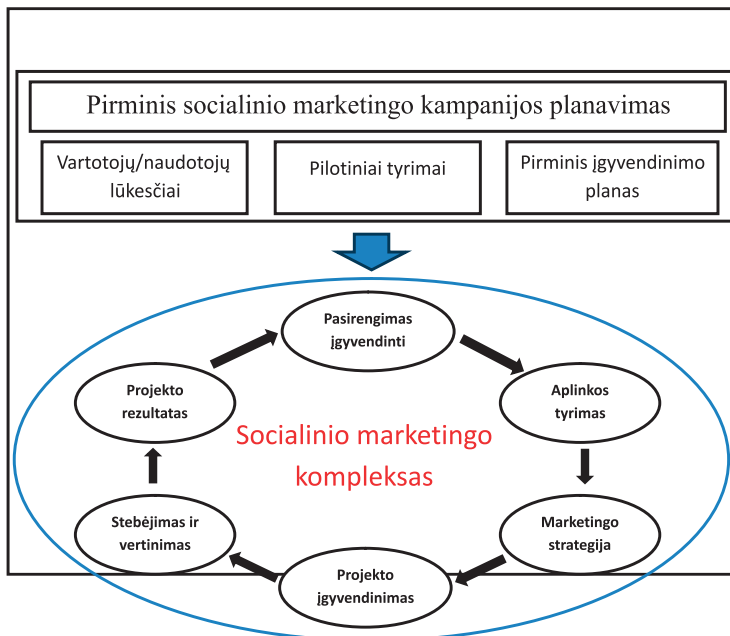 Pirminis socialinio marketingo kampanijos planavimas
Vartotojų/naudotojų
lūkesčiai
Pilotiniai tyrimai
Pirminis įgyvendinimo
planas
Pasirengimas
įgyvendinti
Projekto
rezultatas
Aplinkos
tyrimas
Socialinio marketingo
kompleksas
Stebėjimas ir
vertinimas
Marketingo
strategija
Projekto
įgyvendinimas